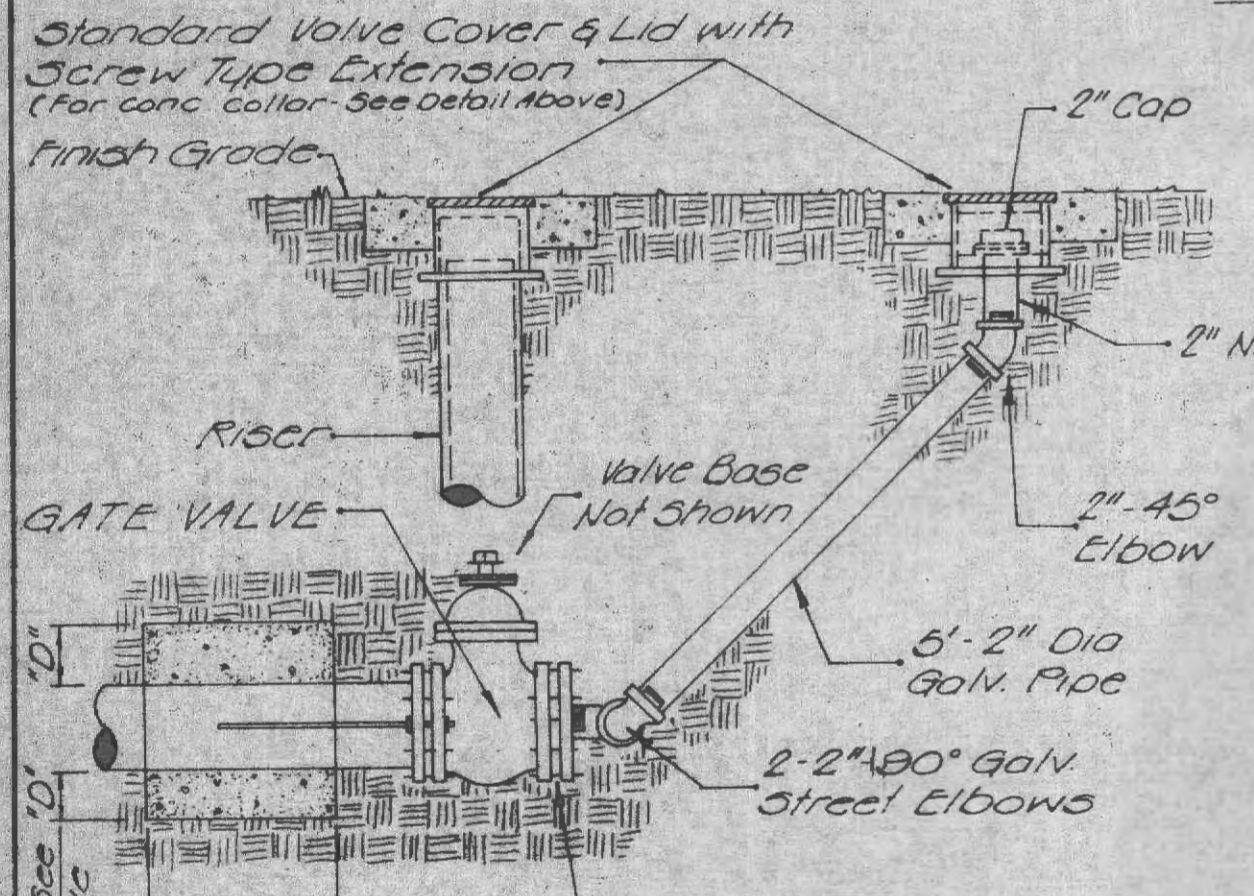 Standard Valve Cover & Lid with
Screw Type Extension
(For conc. collar - See Detail Above)
Finish Grade
2" Cap
2" N
Riser
Valve Base
Not Shown
GATE VALVE
2"-45°
Elbow
5'-2" Dia
Galv. Pipe
2-2" 90° Galv.
Street Elbows
"D"
"D"
see